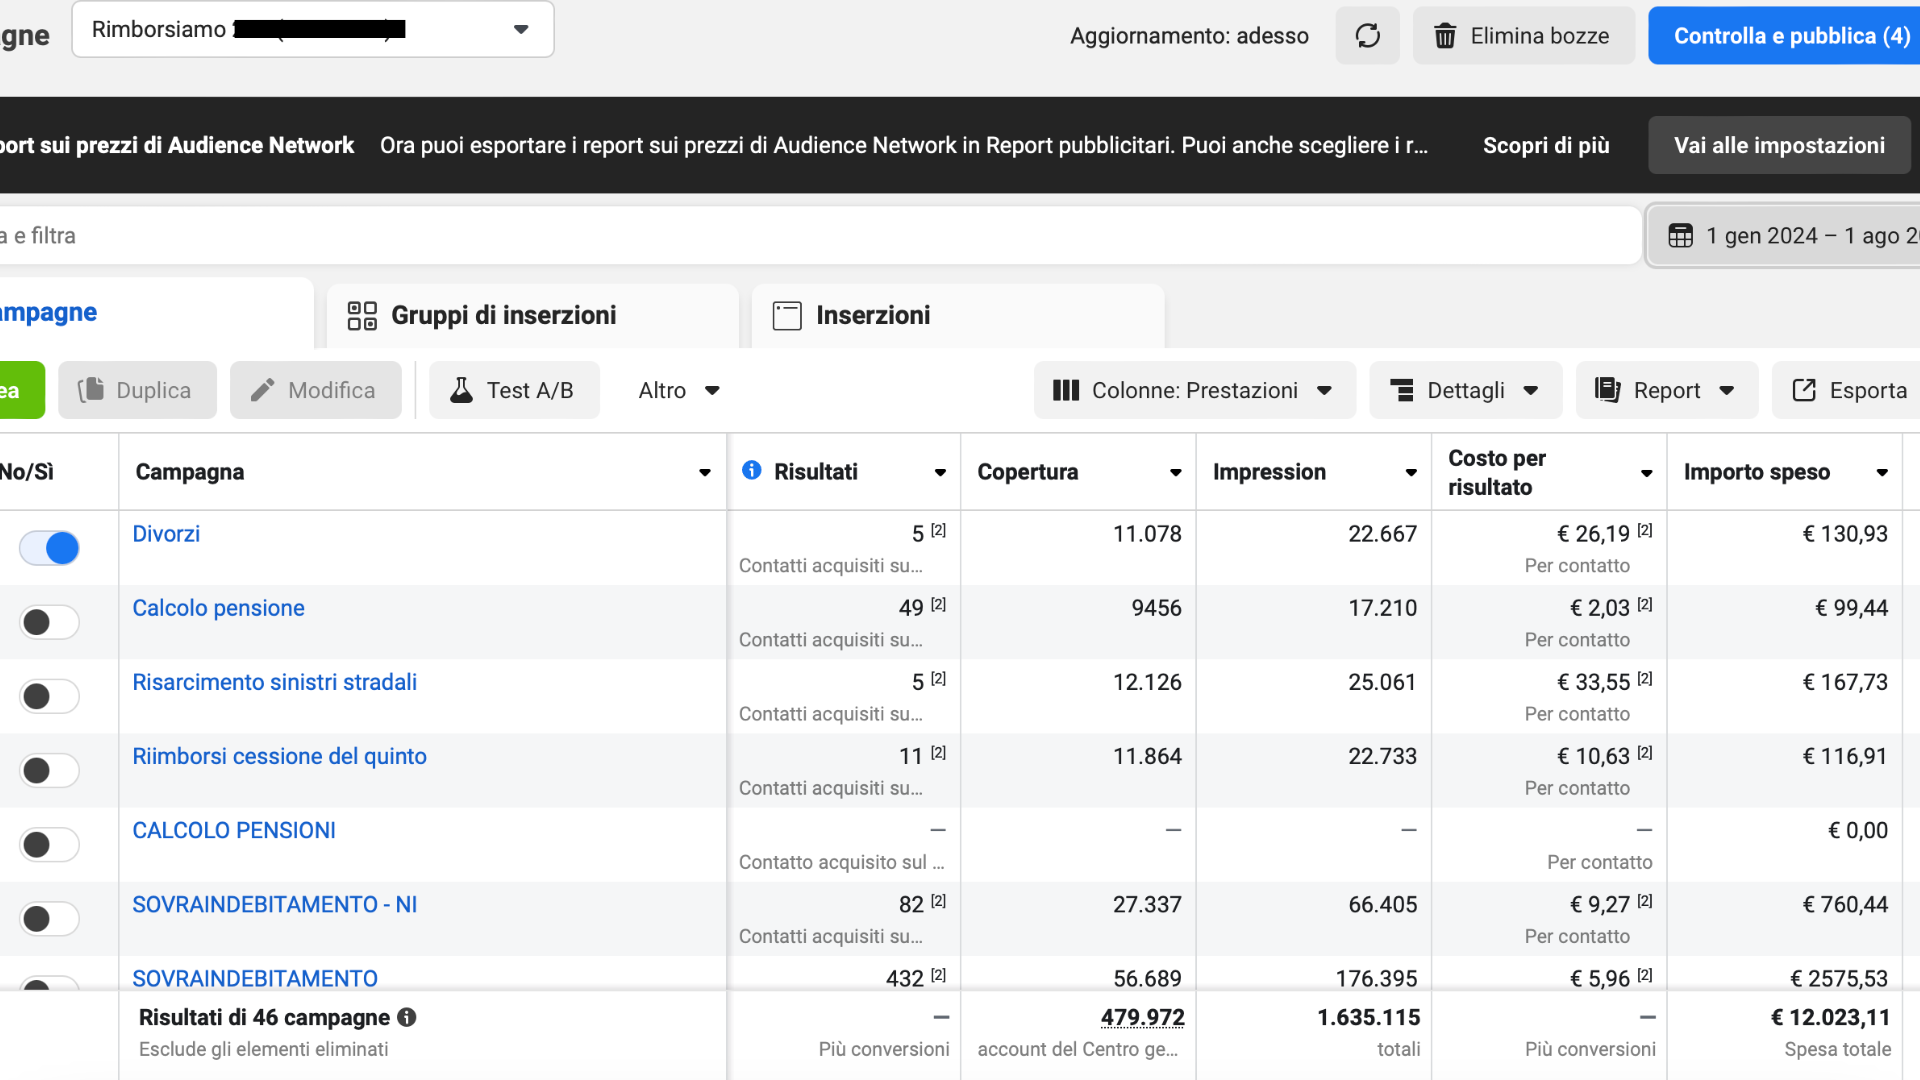 agne
Rimborsiamo
Aggiornamento: adesso
Elimina bozze
Controlla e pubblica (4)
port sui prezzi di Audience Network
Ora puoi esportare i report sui prezzi di Audience Network in Report pubblicitari. Puoi anche scegliere i r...
Scopri di più
Vai alle impostazioni
a e filtra
1 gen 2024 – 1 ago 20
ampagne
Gruppi di inserzioni
Inserzioni
ea
Duplica
Modifica
Test A/B
Altro
Colonne: Prestazioni
Dettagli
Report
Esporta
No/Sì
Campagna
Risultati
Copertura
Impression
Costo per
risultato
Importo speso
Divorzi
5 [2]
11.078
22.667
€ 26,19 [2]
€ 130,93
Contatti acquisiti su...
Per contatto
Calcolo pensione
49 [2]
9456
17.210
€ 2,03 [2]
€ 99,44
Contatti acquisiti su...
Per contatto
Risarcimento sinistri stradali
5 [2]
12.126
25.061
€ 33,55 [2]
€ 167,73
Contatti acquisiti su...
Per contatto
Riimborsi cessione del quinto
11 [2]
11.864
22.733
€ 10,63 [2]
€ 116,91
Contatti acquisiti su...
Per contatto
CALCOLO PENSIONI
—
—
—
—
€ 0,00
Contatto acquisito sul ...
Per contatto
SOVRAINDEBITAMENTO - NI
82 [2]
27.337
66.405
€ 9,27 [2]
€ 760,44
Contatti acquisiti su...
Per contatto
SOVRAINDEBITAMENTO
432 [2]
56.689
176.395
€ 5,96 [2]
€ 2575,53
Risultati di 46 campagne
—
479.972
1.635.115
—
€ 12.023,11
Esclude gli elementi eliminati
Più conversioni
account del Centro ge...
totali
Più conversioni
Spesa totale